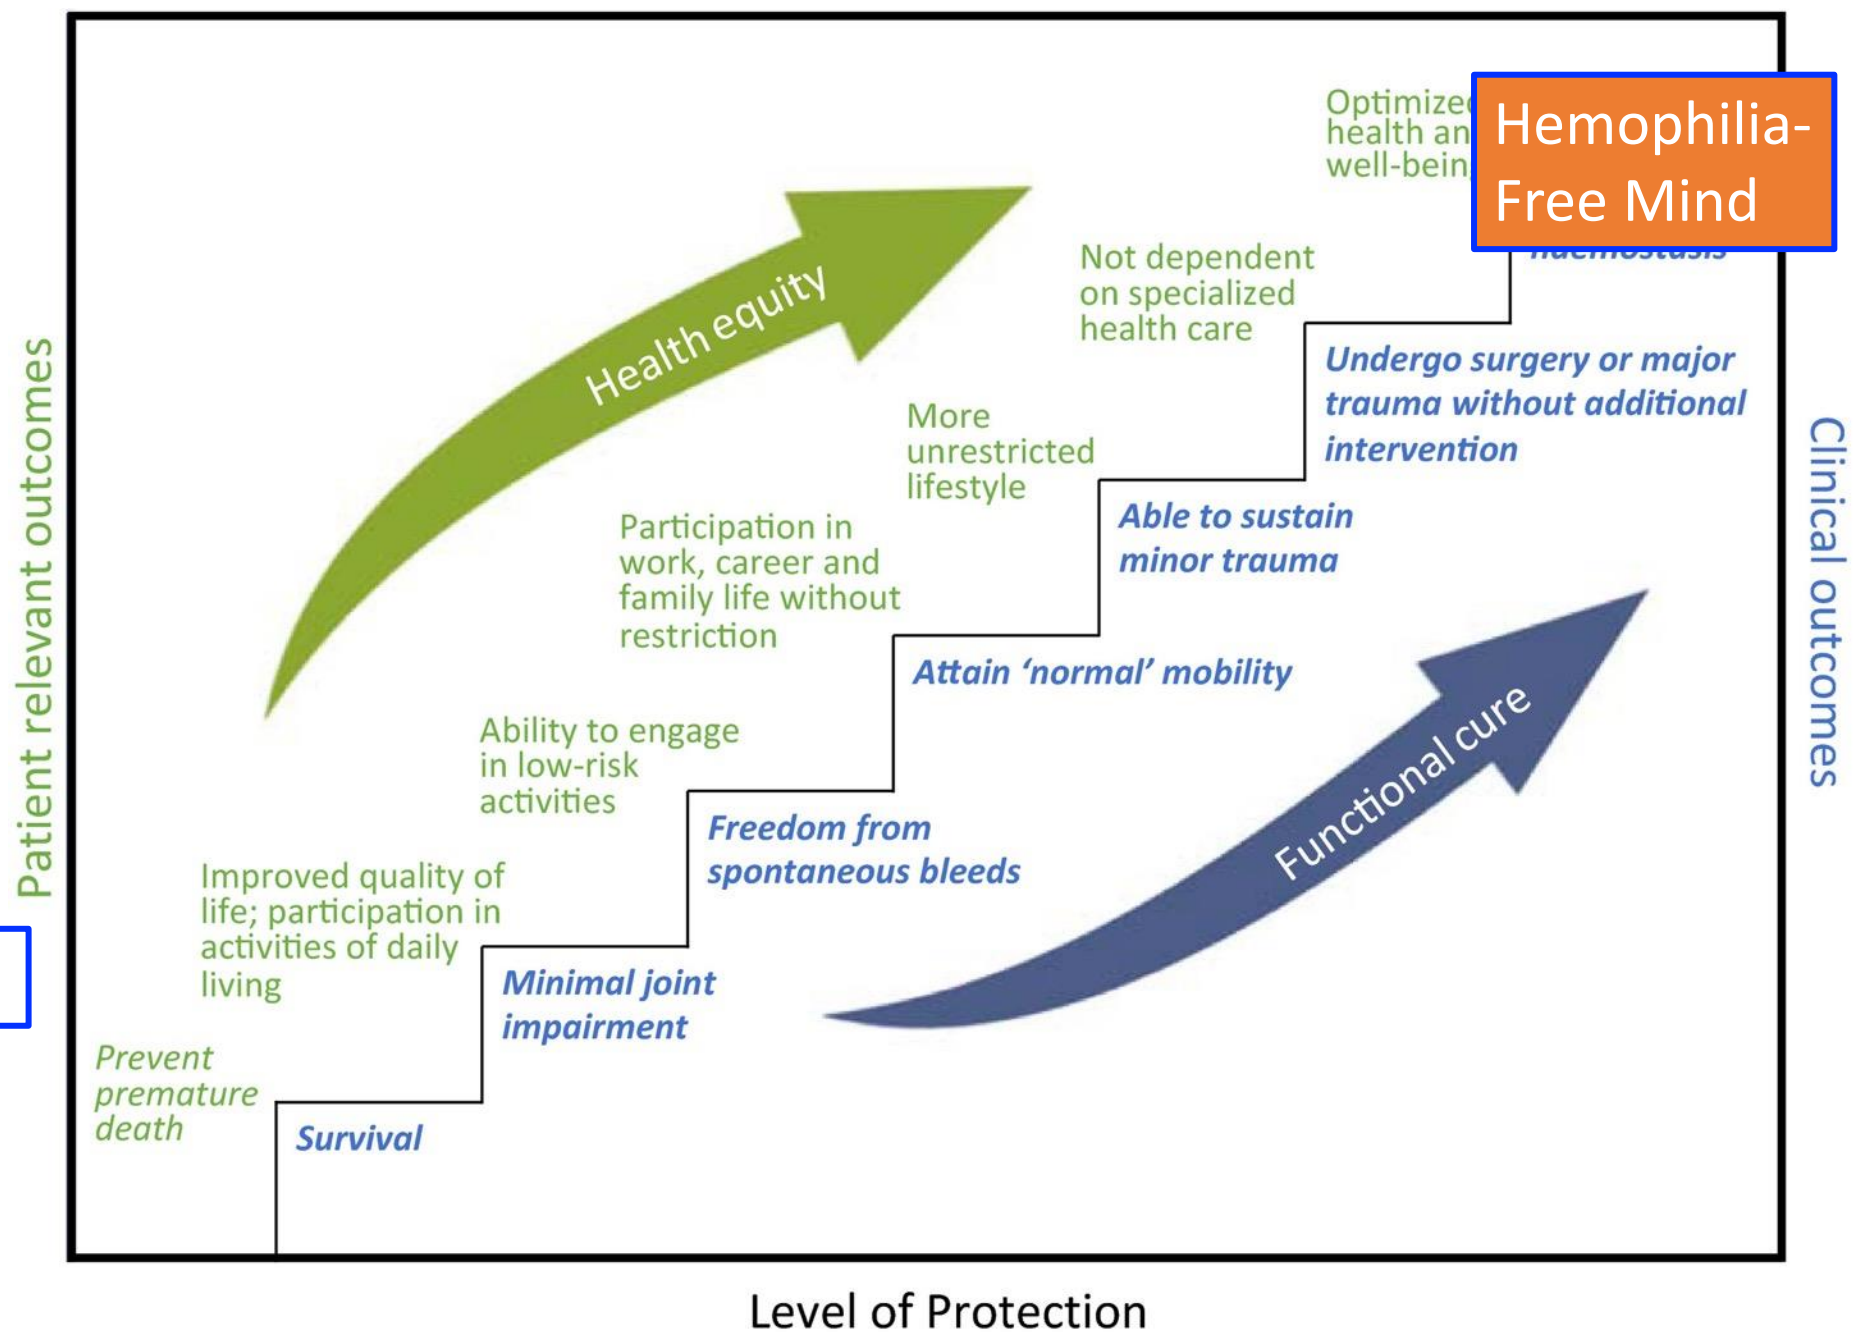 Optimize
health an
well-bein
Hemophilia-
Free Mind
haemostasis
Health equity
Not dependent
on specialized
health care
Undergo surgery or major
trauma without additional
intervention
More
unrestricted
lifestyle
Able to sustain
minor trauma
Participation in
work, career and
family life without
restriction
Attain ‘normal’ mobility
Ability to engage
in low-risk
activities
Freedom from
spontaneous bleeds
Functional cure
Improved quality of
life; participation in
activities of daily
living
Minimal joint
impairment
Prevent
premature
death
Survival
Patient relevant outcomes
Clinical outcomes
Level of Protection